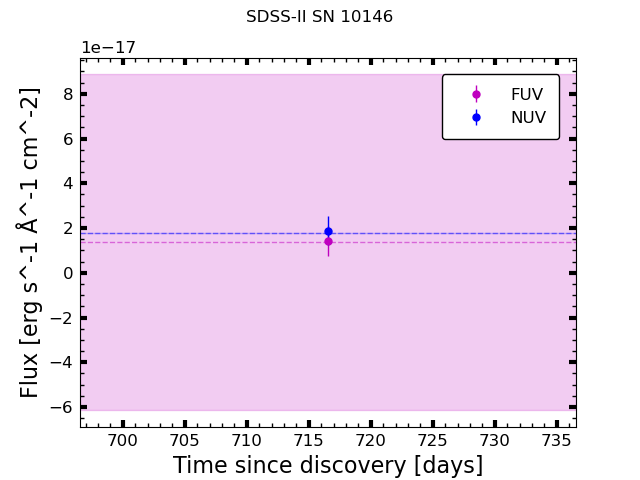 SDSS-II SN 10146
1e−17
FUV
NUV
8
6
4
2
0
−2
−4
−6
Flux [erg s^-1 Å^-1 cm^-2]
700 705 710 715 720 725 730 735
Time since discovery [days]